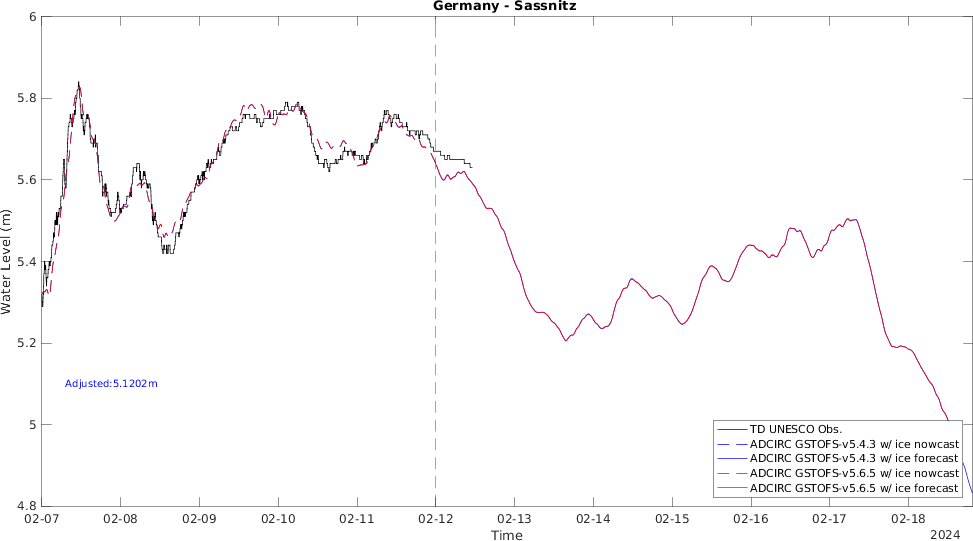 Germany - Sassnitz
6
5.8
5.6
5.4
5.2
5
4.8
Water Level (m)
Adjusted:5.1202m
TD UNESCO Obs.
ADCIRC GSTOFS-v5.4.3 w/ ice nowcast
ADCIRC GSTOFS-v5.4.3 w/ ice forecast
ADCIRC GSTOFS-v5.6.5 w/ ice nowcast
ADCIRC GSTOFS-v5.6.5 w/ ice forecast
02-07 02-08 02-09 02-10 02-11 02-12 02-13 02-14 02-15 02-16 02-17 02-18
Time
2024